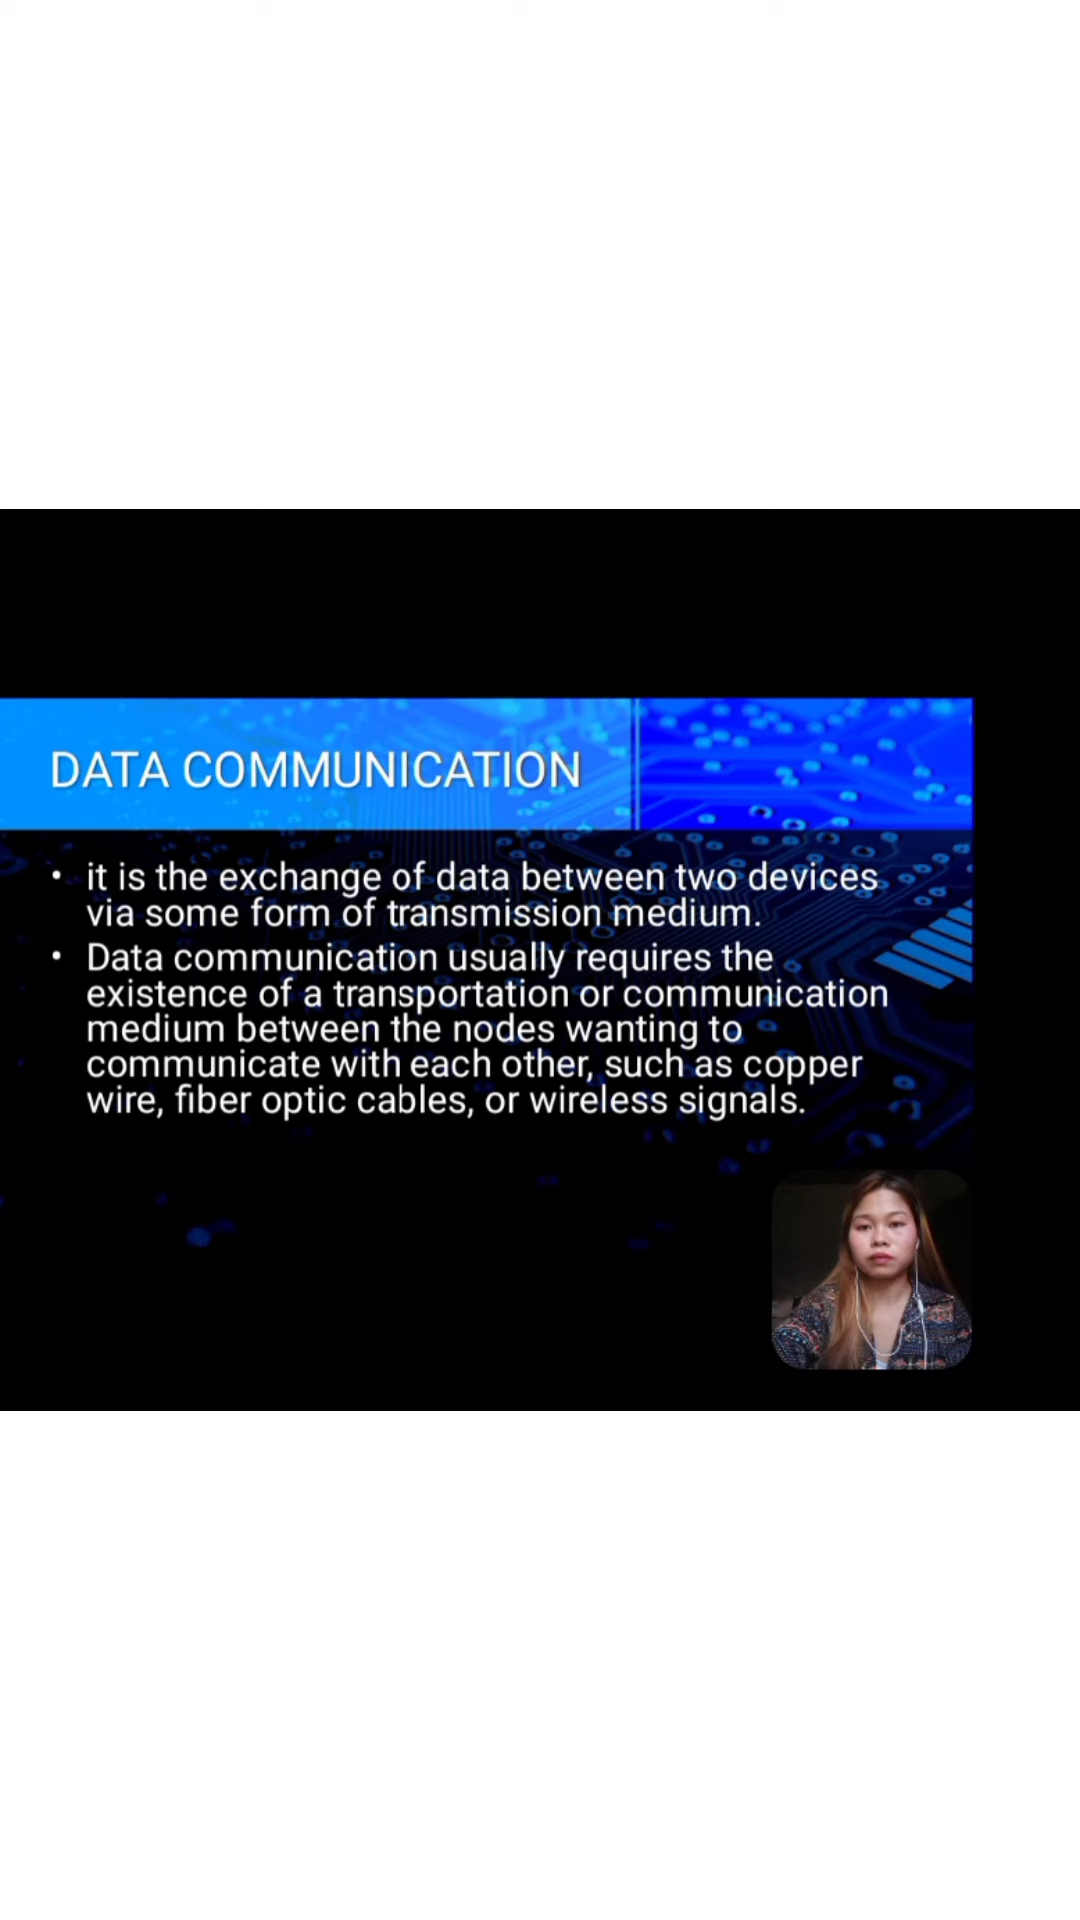 DATA COMMUNICATION
• it is the exchange of data between two devices
via some form of transmission medium.
• Data communication usually requires the
existence of a transportation or communication
medium between the nodes wanting to
communicate with each other, such as copper
wire, fiber optic cables, or wireless signals.